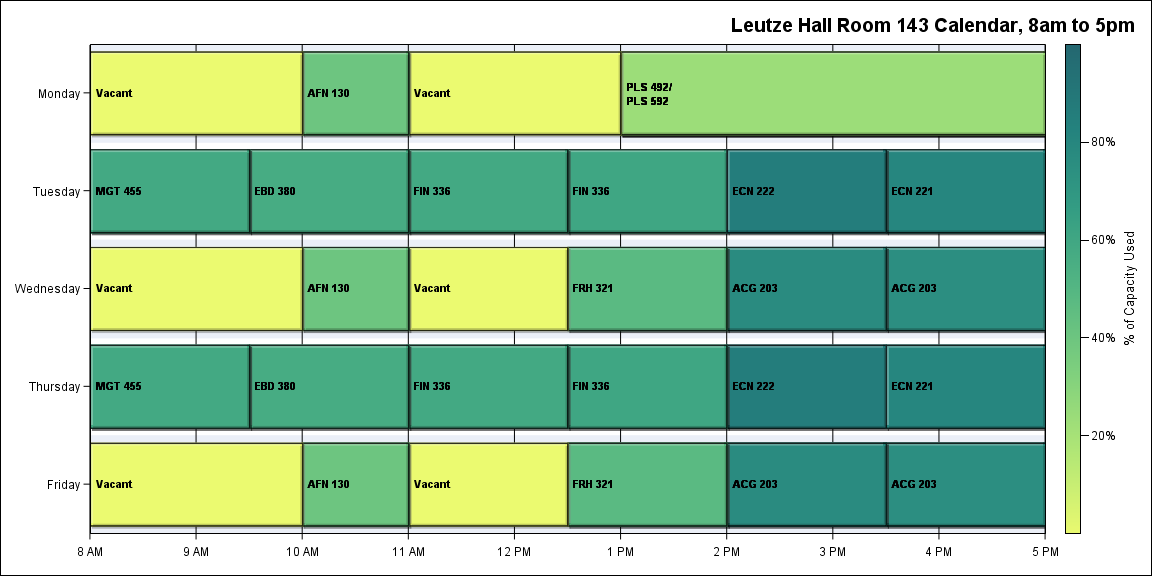 Leutze Hall Room 143 Calendar, 8am to 5pm
Monday
Vacant
AFN 130
Vacant
PLS 492/
PLS 592
Tuesday
MGT 455
EBD 380
FIN 336
FIN 336
ECN 222
ECN 221
Wednesday
Vacant
AFN 130
Vacant
FRH 321
ACG 203
ACG 203
Thursday
MGT 455
EBD 380
FIN 336
FIN 336
ECN 222
ECN 221
Friday
Vacant
AFN 130
Vacant
FRH 321
ACG 203
ACG 203
8 AM
9 AM
10 AM
11 AM
12 PM
1 PM
2 PM
3 PM
4 PM
5 PM
80%
60%
40%
20%
% of Capacity Used